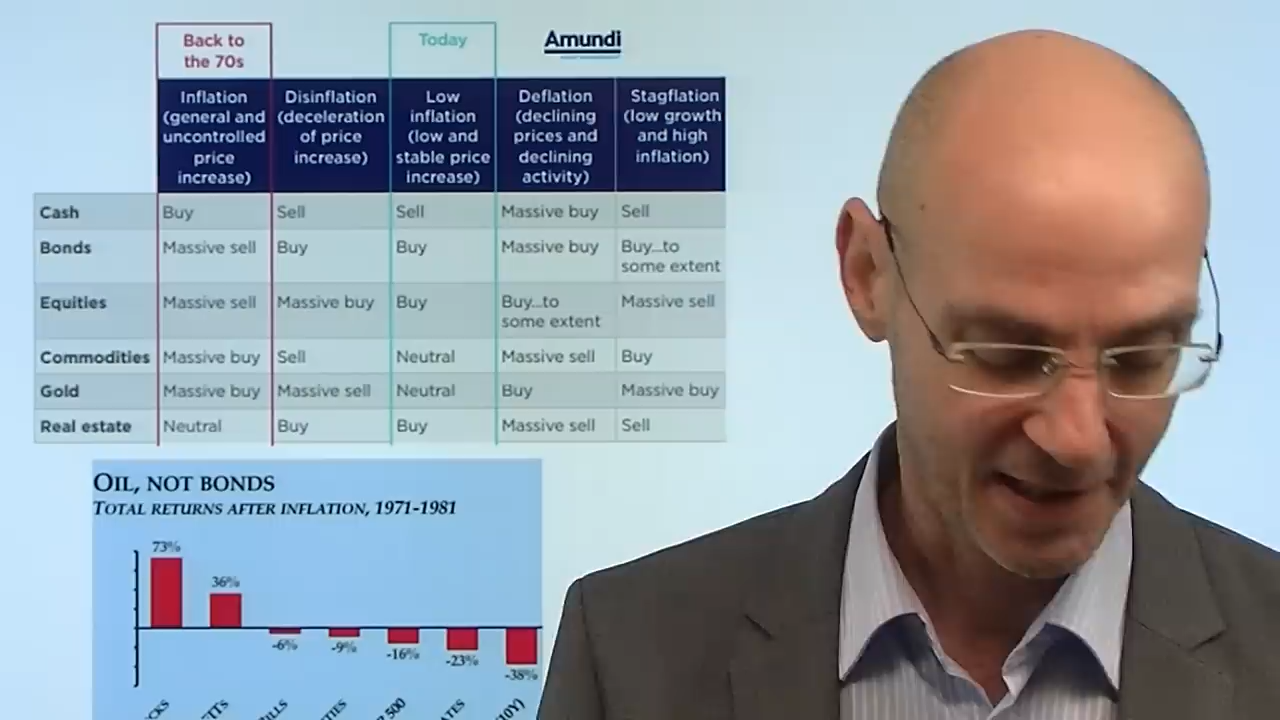 Back to
the 70s
Today
Amundi
Inflation
(general and
uncontrolled
price
increase)
Disinflation
(deceleration
of price
increase)
Low
inflation
(low and
stable price
increase)
Deflation
(declining
prices and
declining
activity)
Stagflation
(low growth
and high
inflation)
Cash Buy Sell Sell Massive buy Sell
Bonds Massive sell Buy Buy Massive buy Buy...to
some extent
Equities Massive sell Massive buy Buy Buy...to
some extent
Massive sell
Commodities Massive buy Sell Neutral Massive sell Buy
Gold Massive buy Massive sell Neutral Buy Massive buy
Real estate Neutral Buy Buy Massive sell Sell
OIL, NOT BONDS
TOTAL RETURNS AFTER INFLATION, 1971-1981
73%
36%
-6%
-9%
-16%
-23%
-38%
500
10Y)